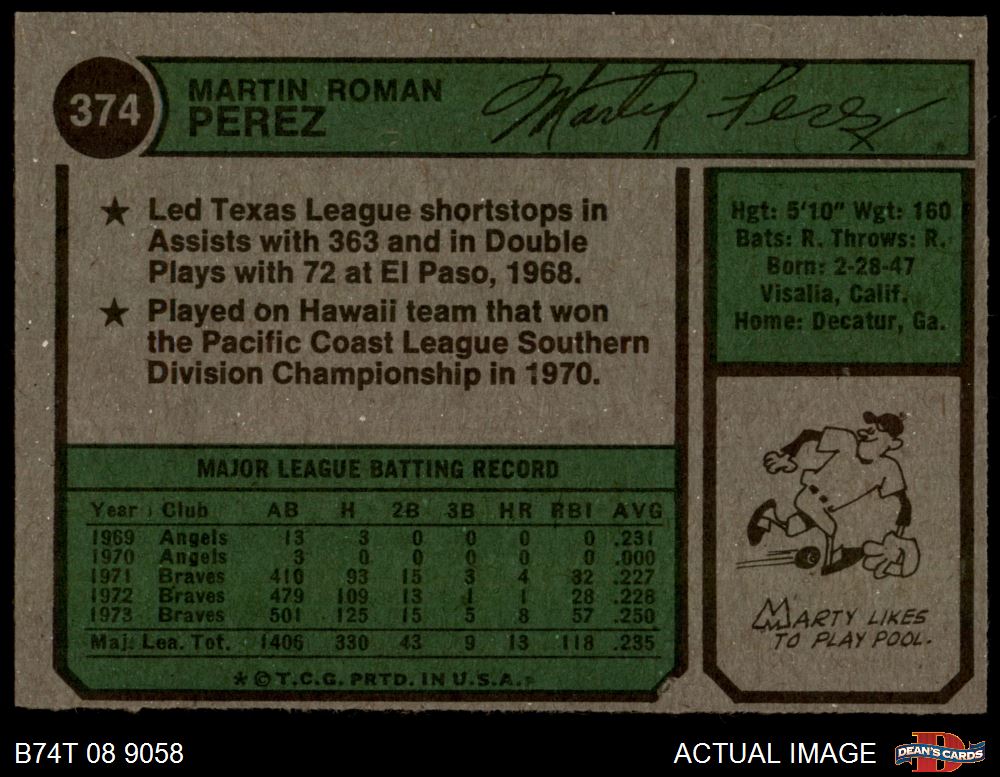 374
MARTIN ROMAN
PEREZ
Marty Perez
★ Led Texas League shortstops in
Assists with 363 and in Double
Plays with 72 at El Paso, 1968.
★ Played on Hawaii team that won
the Pacific Coast League Southern
Division Championship in 1970.
Hgt: 5'10" Wgt: 160
Bats: R. Throws: R.
Born: 2-28-47
Visalia, Calif.
Home: Decatur, Ga.
MAJOR LEAGUE BATTING RECORD
Year Club AB H 2B 3B HR RBI AVG
1969 Angels 13 3 0 0 0 0 .231
1970 Angels 3 0 0 0 0 0 .000
1971 Braves 410 93 15 3 4 32 .227
1972 Braves 479 109 13 1 1 28 .228
1973 Braves 501 125 15 5 8 57 .250
Maj. Lea. Tot. 1406 330 43 9 13 118 .235
* © T.C.G. PRTD. IN U.S.A.
MARTY LIKES
TO PLAY POOL.
B74T 08 9058
ACTUAL IMAGE
DEAN'S CARDS